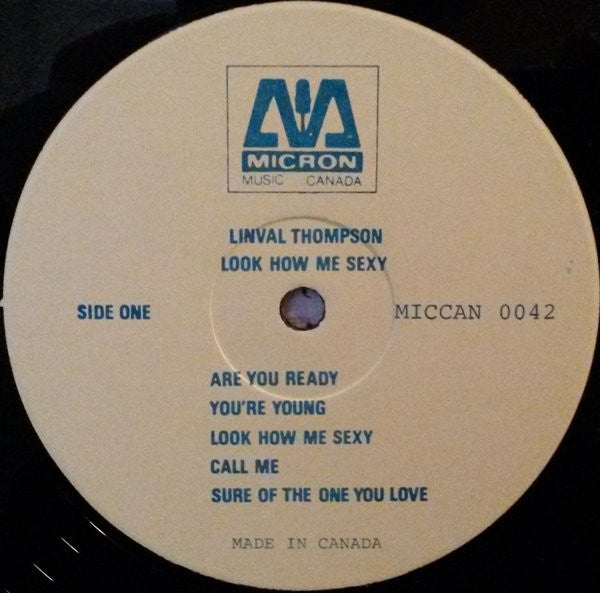 MICRON
MUSIC CANADA
LINVAL THOMPSON
LOOK HOW ME SEXY
SIDE ONE
MICCAN 0042
ARE YOU READY
YOU'RE YOUNG
LOOK HOW ME SEXY
CALL ME
SURE OF THE ONE YOU LOVE
MADE IN CANADA